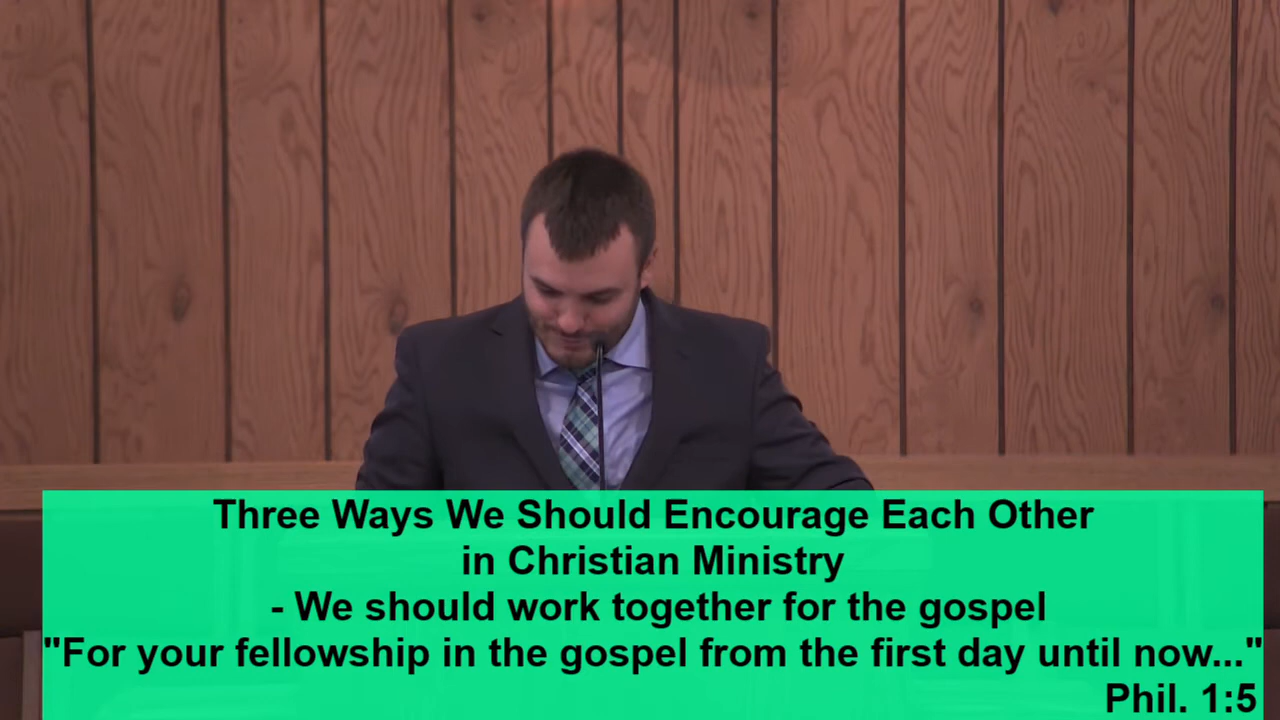 Three Ways We Should Encourage Each Other
in Christian Ministry
- We should work together for the gospel
"For your fellowship in the gospel from the first day until now..."
Phil. 1:5